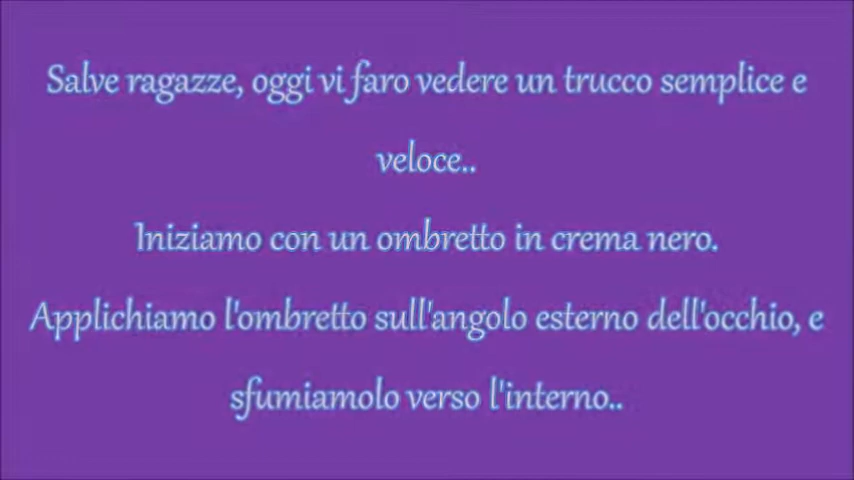 Salve ragazze, oggi vi faro vedere un trucco semplice e
veloce..
Iniziamo con un ombretto in crema nero.
Applichiamo l'ombretto sull'angolo esterno dell'occhio, e
sfumiamolo verso l'interno..